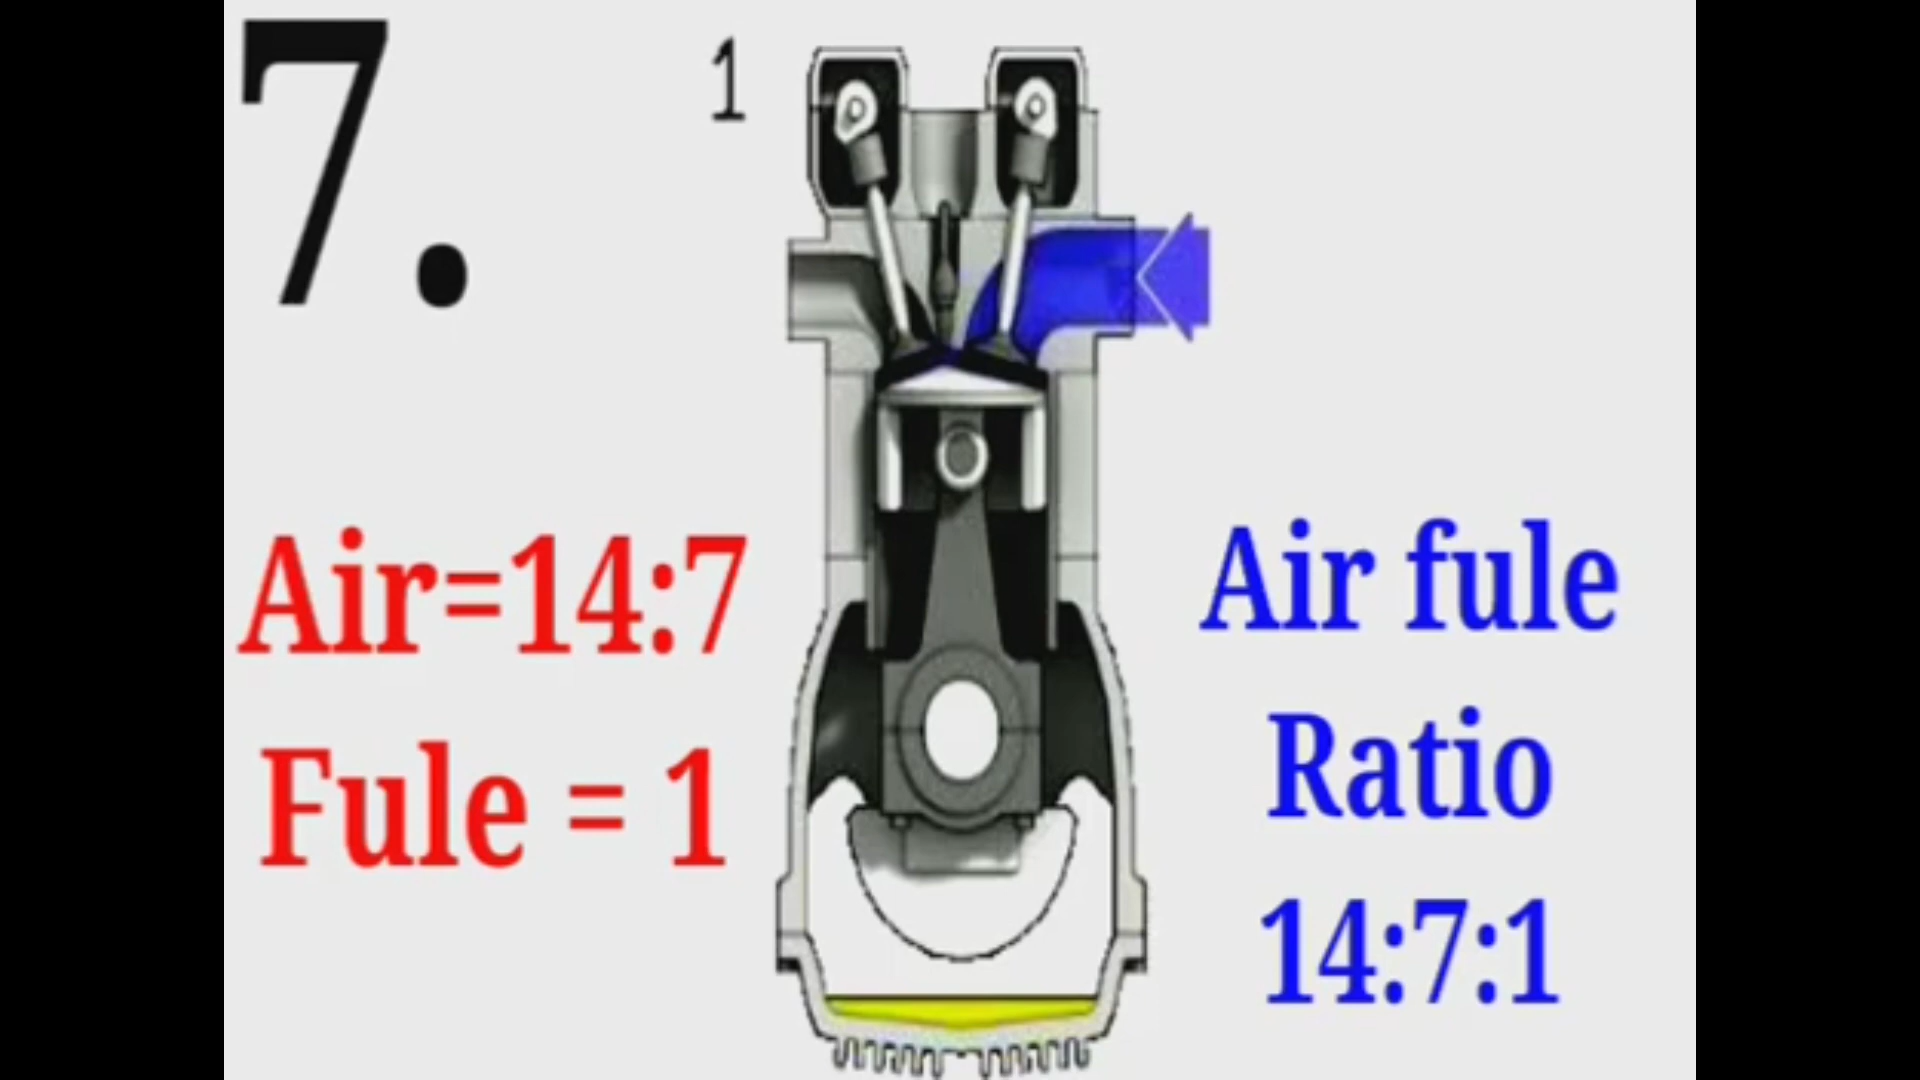 7.
1
Air=14:7
Fule = 1
Air fule
Ratio
14:7:1